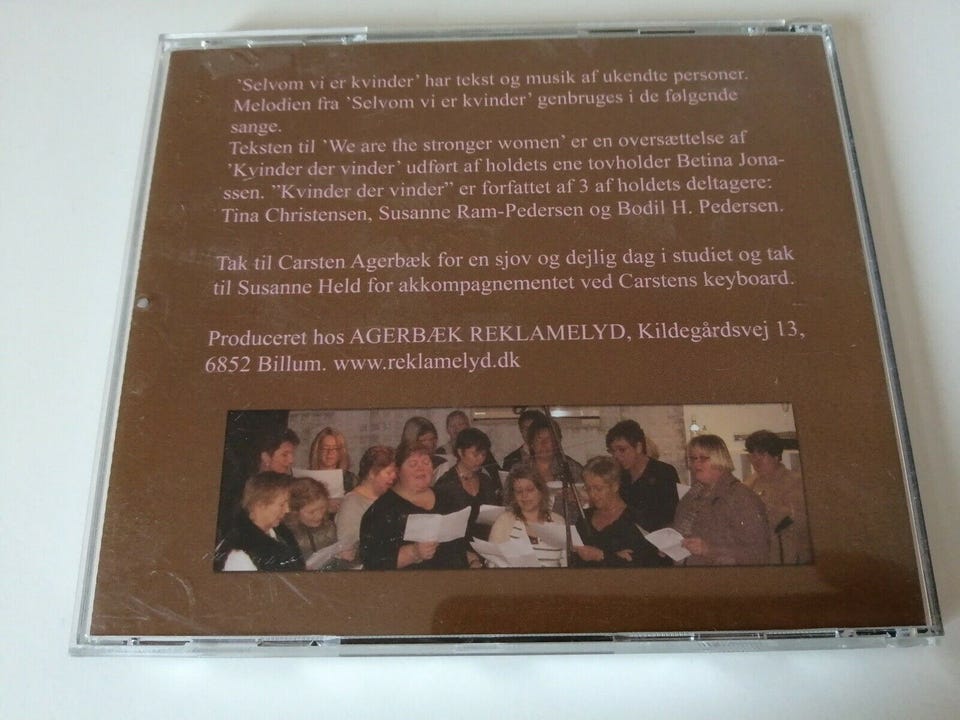 'Selvom vi er kvinder' har tekst og musik af ukendte personer.
Melodien fra 'Selvom vi er kvinder' genbruges i de følgende
sange.
Teksten til 'We are the stronger women' er en oversættelse af
'Kvinder der vinder' udført af holdets ene tovholder Betina Jona-
ssen. "Kvinder der vinder" er forfattet af 3 af holdets deltagere:
Tina Christensen, Susanne Ram-Pedersen og Bodil H. Pedersen.
Tak til Carsten Agerbæk for en sjov og dejlig dag i studiet og tak
til Susanne Held for akkompagnementet ved Carstens keyboard.
Produceret hos AGERBÆK REKLAMELYD, Kildegårdsvej 13,
6852 Billum. www.reklamelyd.dk